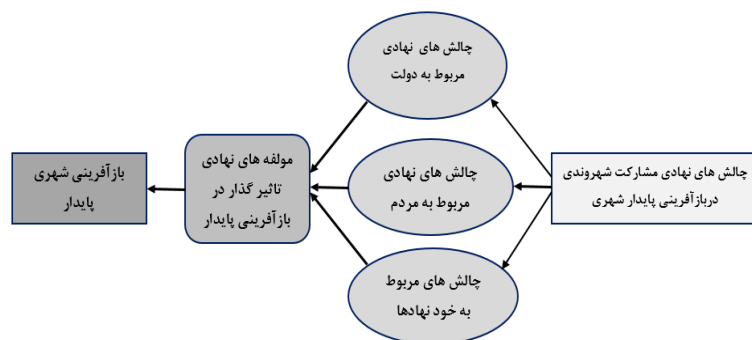 چالش های نهادی مشارکت شهروندی
دربازآفرینی پایدار شهری
چالش های نهادی
مربوط به دولت
چالش های نهادی
مربوط به مردم
چالش های مربوط
به خود نهادها
مولفه های نهادی
تاثیر گذار در
بازآفرینی پایدار
بازآفرینی شهری
پایدار